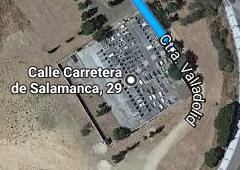 Calle Carretera
de Salamanca, 29
Ctra. Valladolid